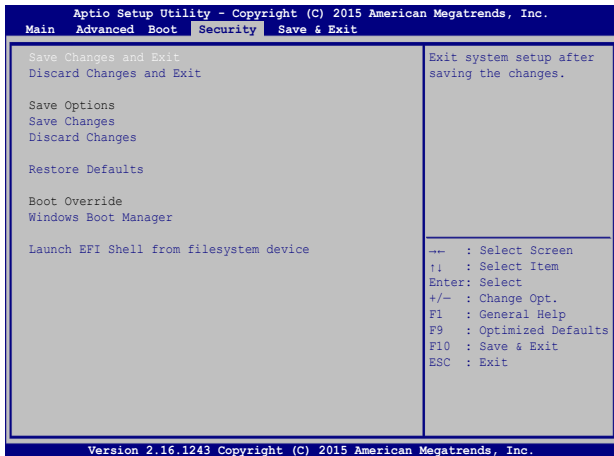 Aptio Setup Utility - Copyright (C) 2015 American Megatrends, Inc.
Main Advanced Boot Security Save & Exit
Save Changes and Exit
Discard Changes and Exit
Save Options
Save Changes
Discard Changes
Restore Defaults
Boot Override
Windows Boot Manager
Launch EFI Shell from filesystem device
Exit system setup after
saving the changes.
→← : Select Screen
↑↓ : Select Item
Enter: Select
+/— : Change Opt.
F1 : General Help
F9 : Optimized Defaults
F10 : Save & Exit
ESC : Exit
Version 2.16.1243 Copyright (C) 2015 American Megatrends, Inc.